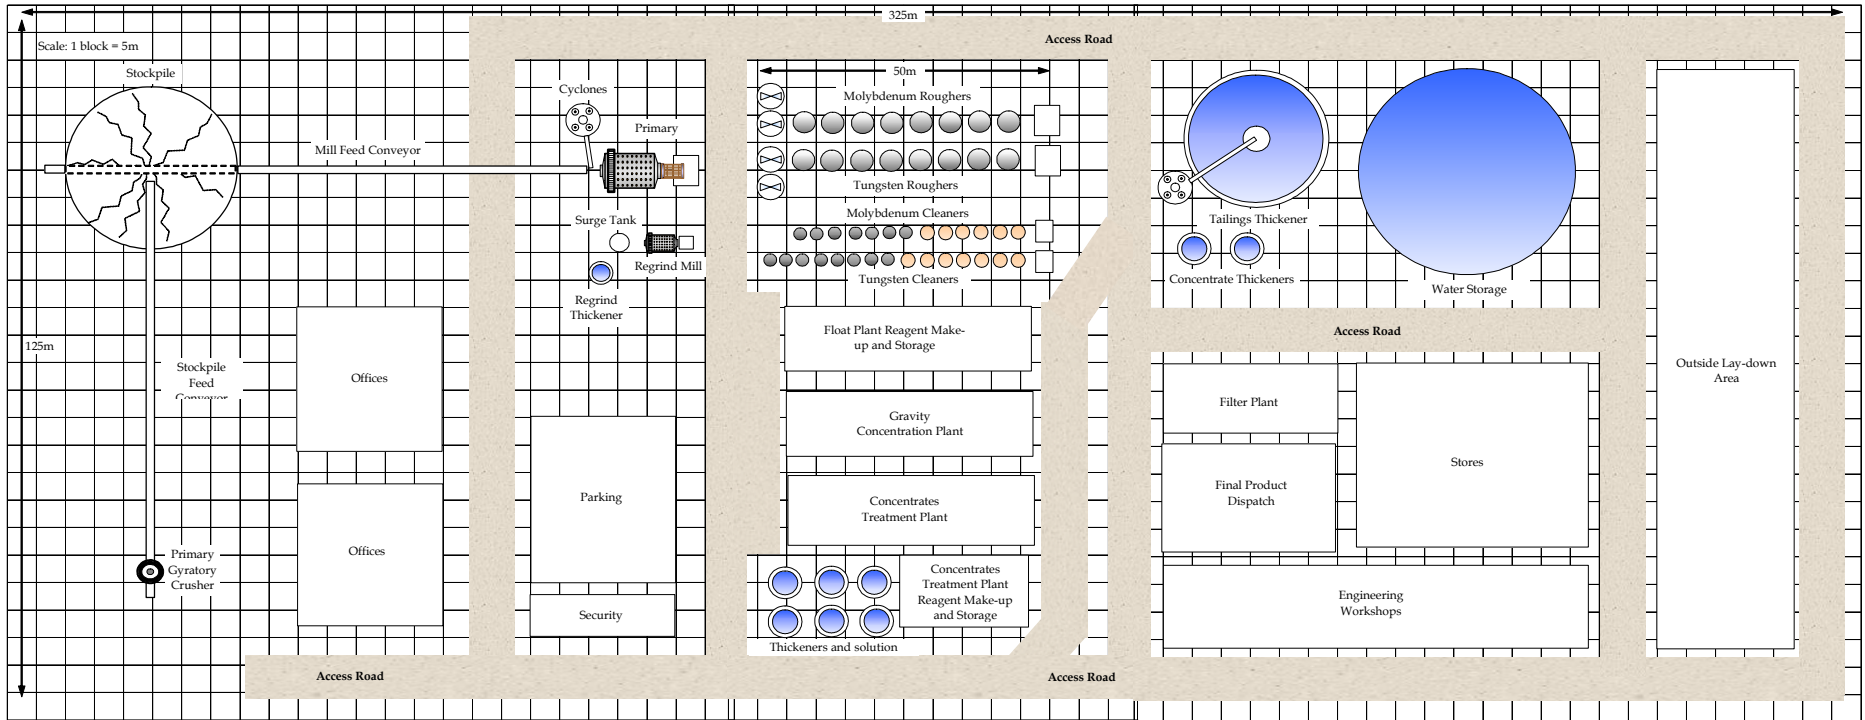 325m
Scale: 1 block = 5m
Access Road
Stockpile
50m
Cyclones
Molybdenum Roughers
Primary
Mill Feed Conveyor
Tungsten Roughers
Molybdenum Cleaners
Surge Tank
Tailings Thickener
Regrind Mill
Tungsten Cleaners
Concentrate Thickeners
Water Storage
Regrind
Thickener
Float Plant Reagent Make-
up and Storage
Access Road
125m
Stockpile
Feed
Conveyor
Offices
Outside Lay-down
Area
Filter Plant
Gravity
Concentration Plant
Stores
Parking
Final Product
Dispatch
Concentrates
Treatment Plant
Primary
Gyratory
Crusher
Offices
Concentrates
Treatment Plant
Reagent Make-up
and Storage
Engineering
Workshops
Security
Thickeners and solution
Access Road
Access Road